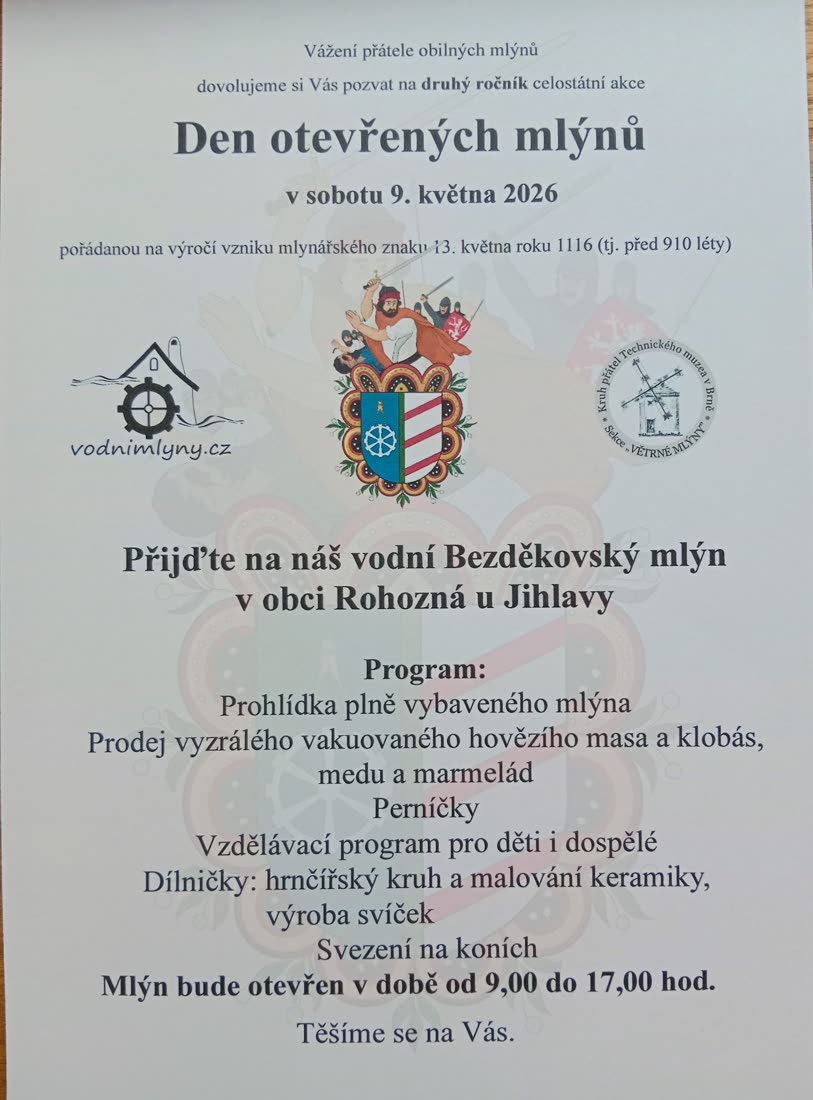 Vážení přátele obilných mlýnů
dovolujeme si Vás pozvat na druhý ročník celostátní akce
Den otevřených mlýnů
v sobotu 9. května 2026
pořádanou na výročí vzniku mlynářského znaku 13. května roku 1116 (tj. před 910 léty)
vodnimlyny.cz
Kruh přátel Technického muzea v Brně
* Sekce „VĚTRNÉ MLÝNY" *
Přijďte na náš vodní Bezděkovský mlýn
v obci Rohozná u Jihlavy
Program:
Prohlídka plně vybaveného mlýna
Prodej vyzrálého vakuovaného hovězího masa a klobás,
medu a marmelád
Perníčky
Vzdělávací program pro děti i dospělé
Dílničky: hrnčířský kruh a malování keramiky,
výroba svíček
Svezení na koních
Mlýn bude otevřen v době od 9,00 do 17,00 hod.
Těšíme se na Vás.